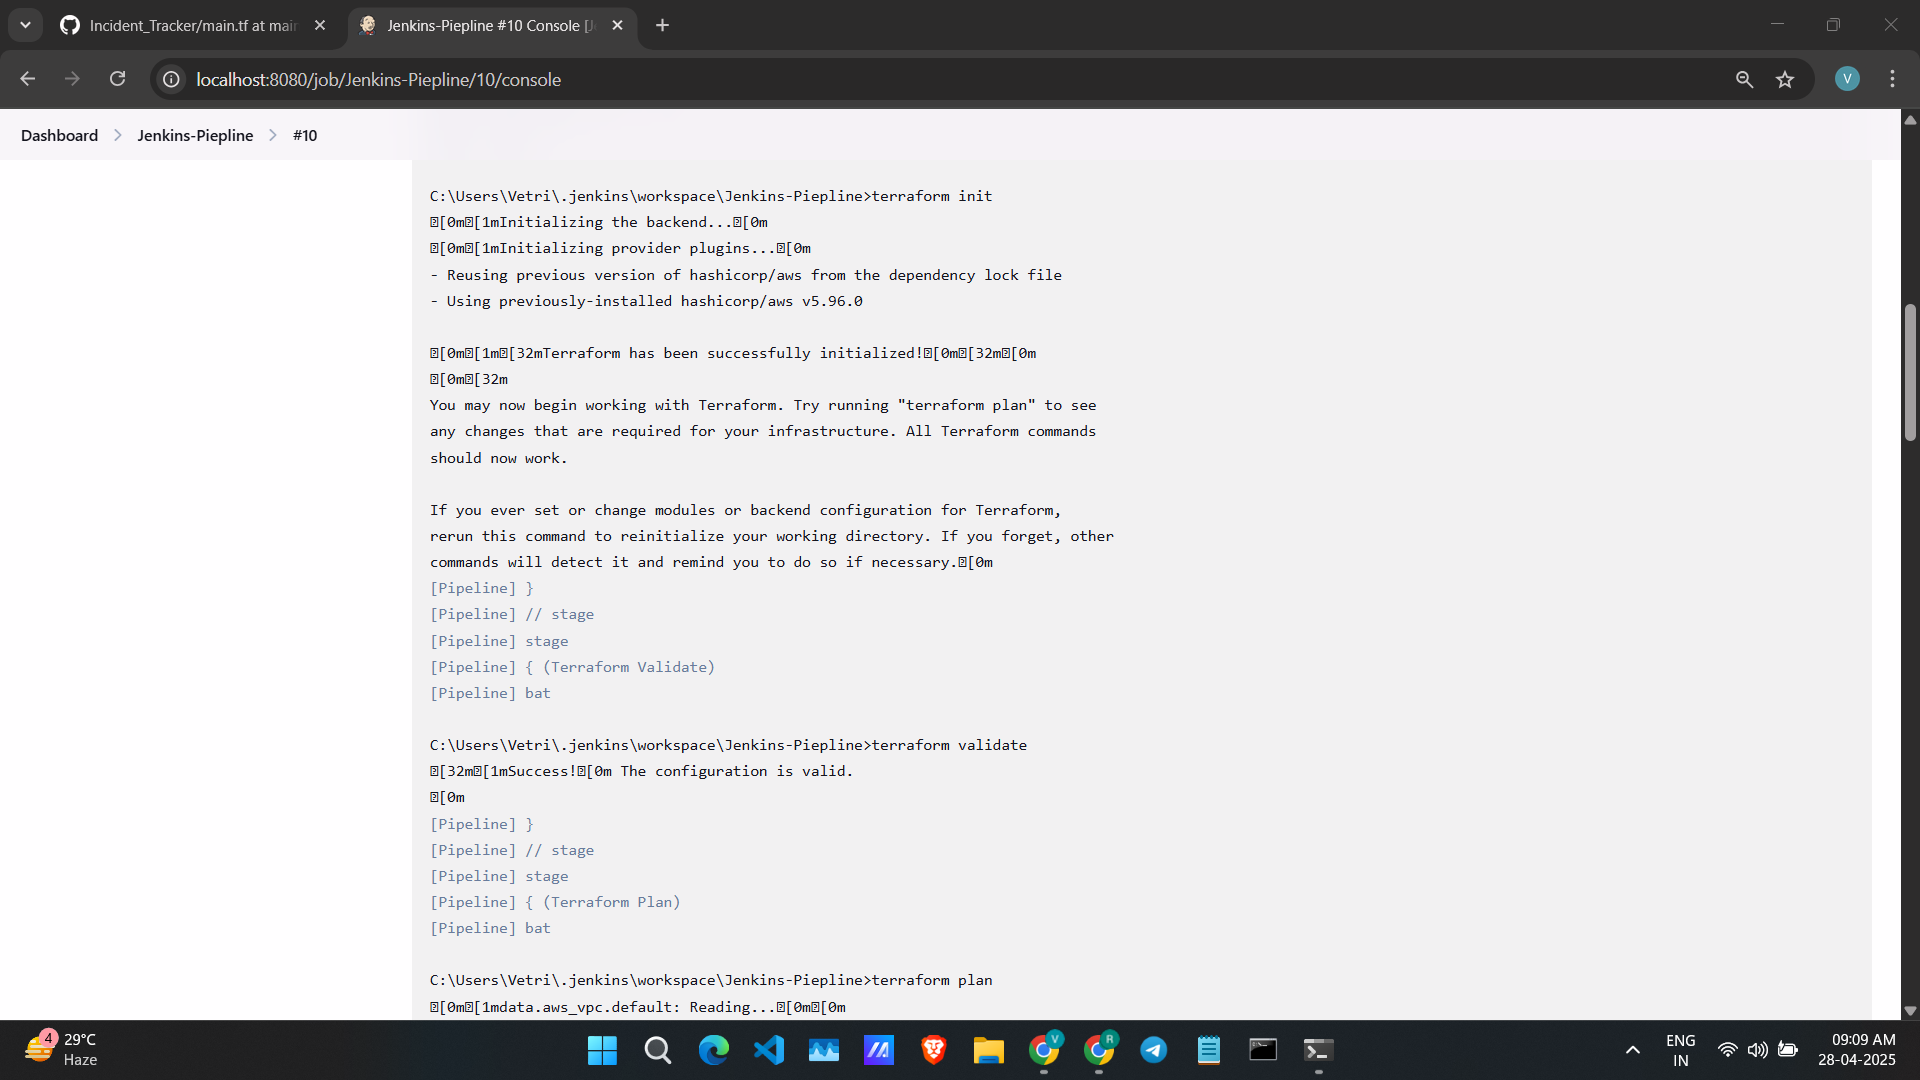 Incident_Tracker/main.tf at mai
Jenkins-Piepline #10 Console [J
localhost:8080/job/Jenkins-Piepline/10/console
V
Dashboard > Jenkins-Piepline > #10
C:\Users\Vetri\.jenkins\workspace\Jenkins-Piepline>terraform init
[0m[1mInitializing the backend...[0m
[0m[1mInitializing provider plugins...[0m
- Reusing previous version of hashicorp/aws from the dependency lock file
- Using previously-installed hashicorp/aws v5.96.0
[0m[1m[32mTerraform has been successfully initialized![0m[32m[0m
[0m[32m
You may now begin working with Terraform. Try running "terraform plan" to see
any changes that are required for your infrastructure. All Terraform commands
should now work.
If you ever set or change modules or backend configuration for Terraform,
rerun this command to reinitialize your working directory. If you forget, other
commands will detect it and remind you to do so if necessary.[0m
[Pipeline] }
[Pipeline] // stage
[Pipeline] stage
[Pipeline] { (Terraform Validate)
[Pipeline] bat
C:\Users\Vetri\.jenkins\workspace\Jenkins-Piepline>terraform validate
[32m[1mSuccess![0m The configuration is valid.
[0m
[Pipeline] }
[Pipeline] // stage
[Pipeline] stage
[Pipeline] { (Terraform Plan)
[Pipeline] bat
C:\Users\Vetri\.jenkins\workspace\Jenkins-Piepline>terraform plan
[0m[1mdata.aws_vpc.default: Reading...[0m[0m
4
29°C
Haze
V
R
ENG
IN
09:09 AM
28-04-2025